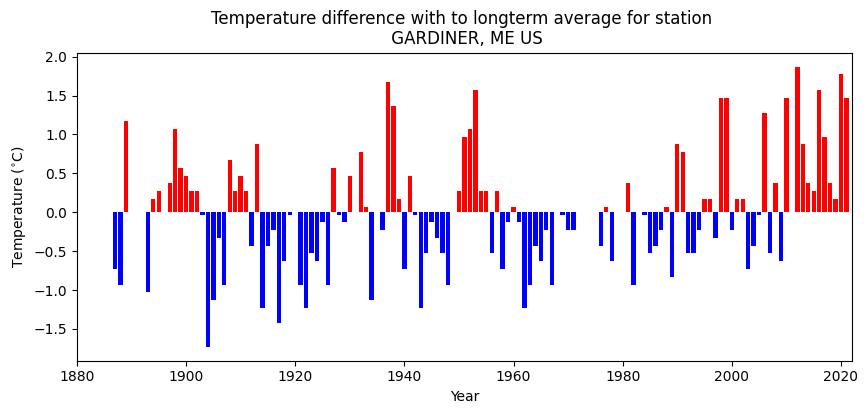 Temperature difference with to longterm average for station
GARDINER, ME US
Temperature (°C)
2.0
1.5
1.0
0.5
0.0
−0.5
−1.0
−1.5
1880 1900 1920 1940 1960 1980 2000 2020
Year